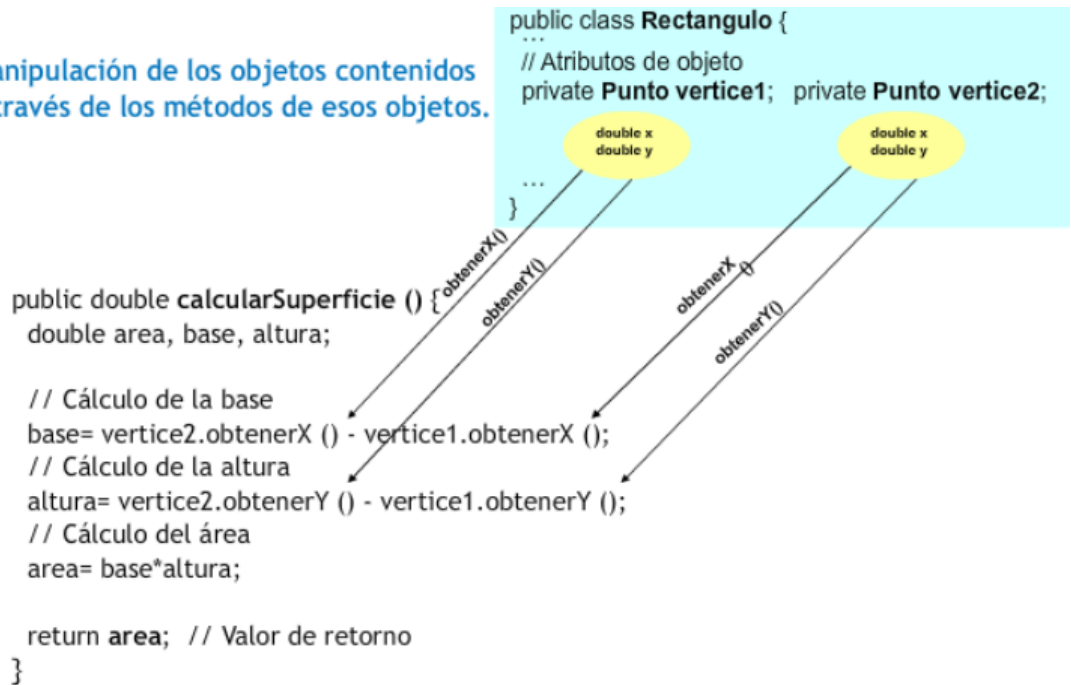 public class Rectangulo {
...
// Atributos de objeto
private Punto vertice1;   private Punto vertice2;
double x
double y
double x
double y
...
}
de los objetos contenidos
de los métodos de esos objetos.
obtenerX()
obtenerY()
obtenerX
()
obtenerY()
public double calcularSuperficie () {
double area, base, altura;
// Cálculo de la base
base= vertice2.obtenerX () - vertice1.obtenerX ();
// Cálculo de la altura
altura= vertice2.obtenerY () - vertice1.obtenerY ();
// Cálculo del área
area= base*altura;
return area;  // Valor de retorno
}